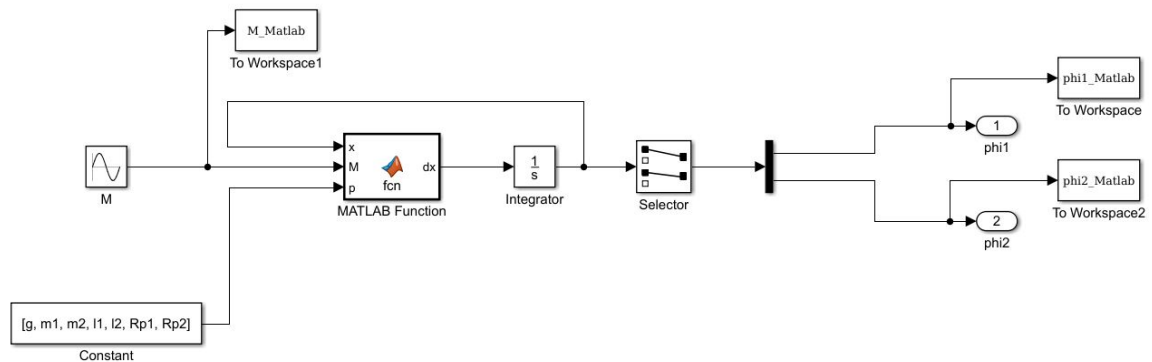 M_Matlab
To Workspace1
phi1_Matlab
To Workspace
1
phi1
x
M
p
fcn
dx
MATLAB Function
1
s
Integrator
Selector
M
phi2_Matlab
To Workspace2
2
phi2
[g, m1, m2, l1, l2, Rp1, Rp2]
Constant